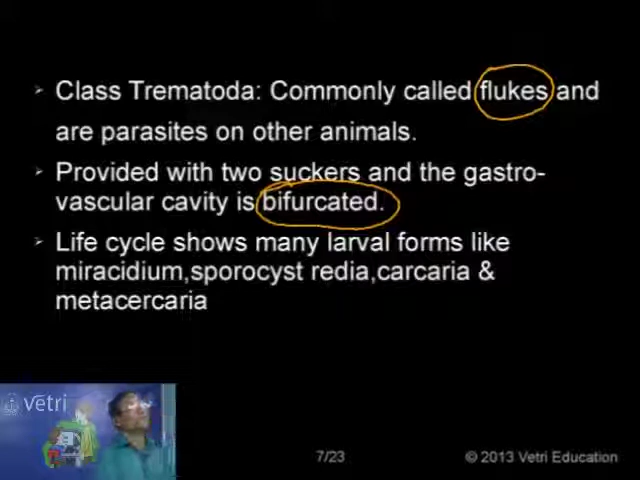 Class Trematoda: Commonly called flukes and
are parasites on other animals.
Provided with two suckers and the gastro-
vascular cavity is bifurcated.
Life cycle shows many larval forms like
miracidium,sporocyst redia,carcaria &
metacercaria
vetri
7/23
© 2013 Vetri Education